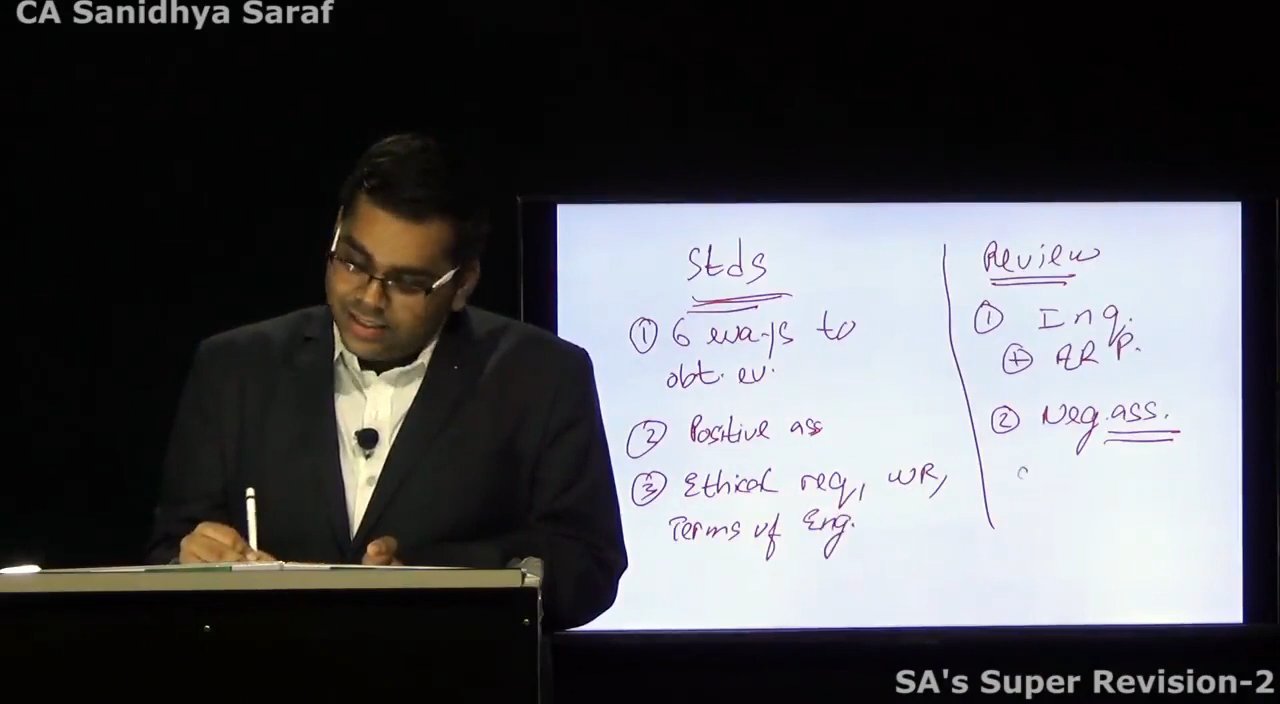 CA Sanidhya Saraf
Stds
① 6 ways to
obt. ev.
② Positive ass
③ Ethical req, WR,
Terms of Eng.
Review
① Inq.
⊕ AR P.
② Neg. ass.
SA's Super Revision-2